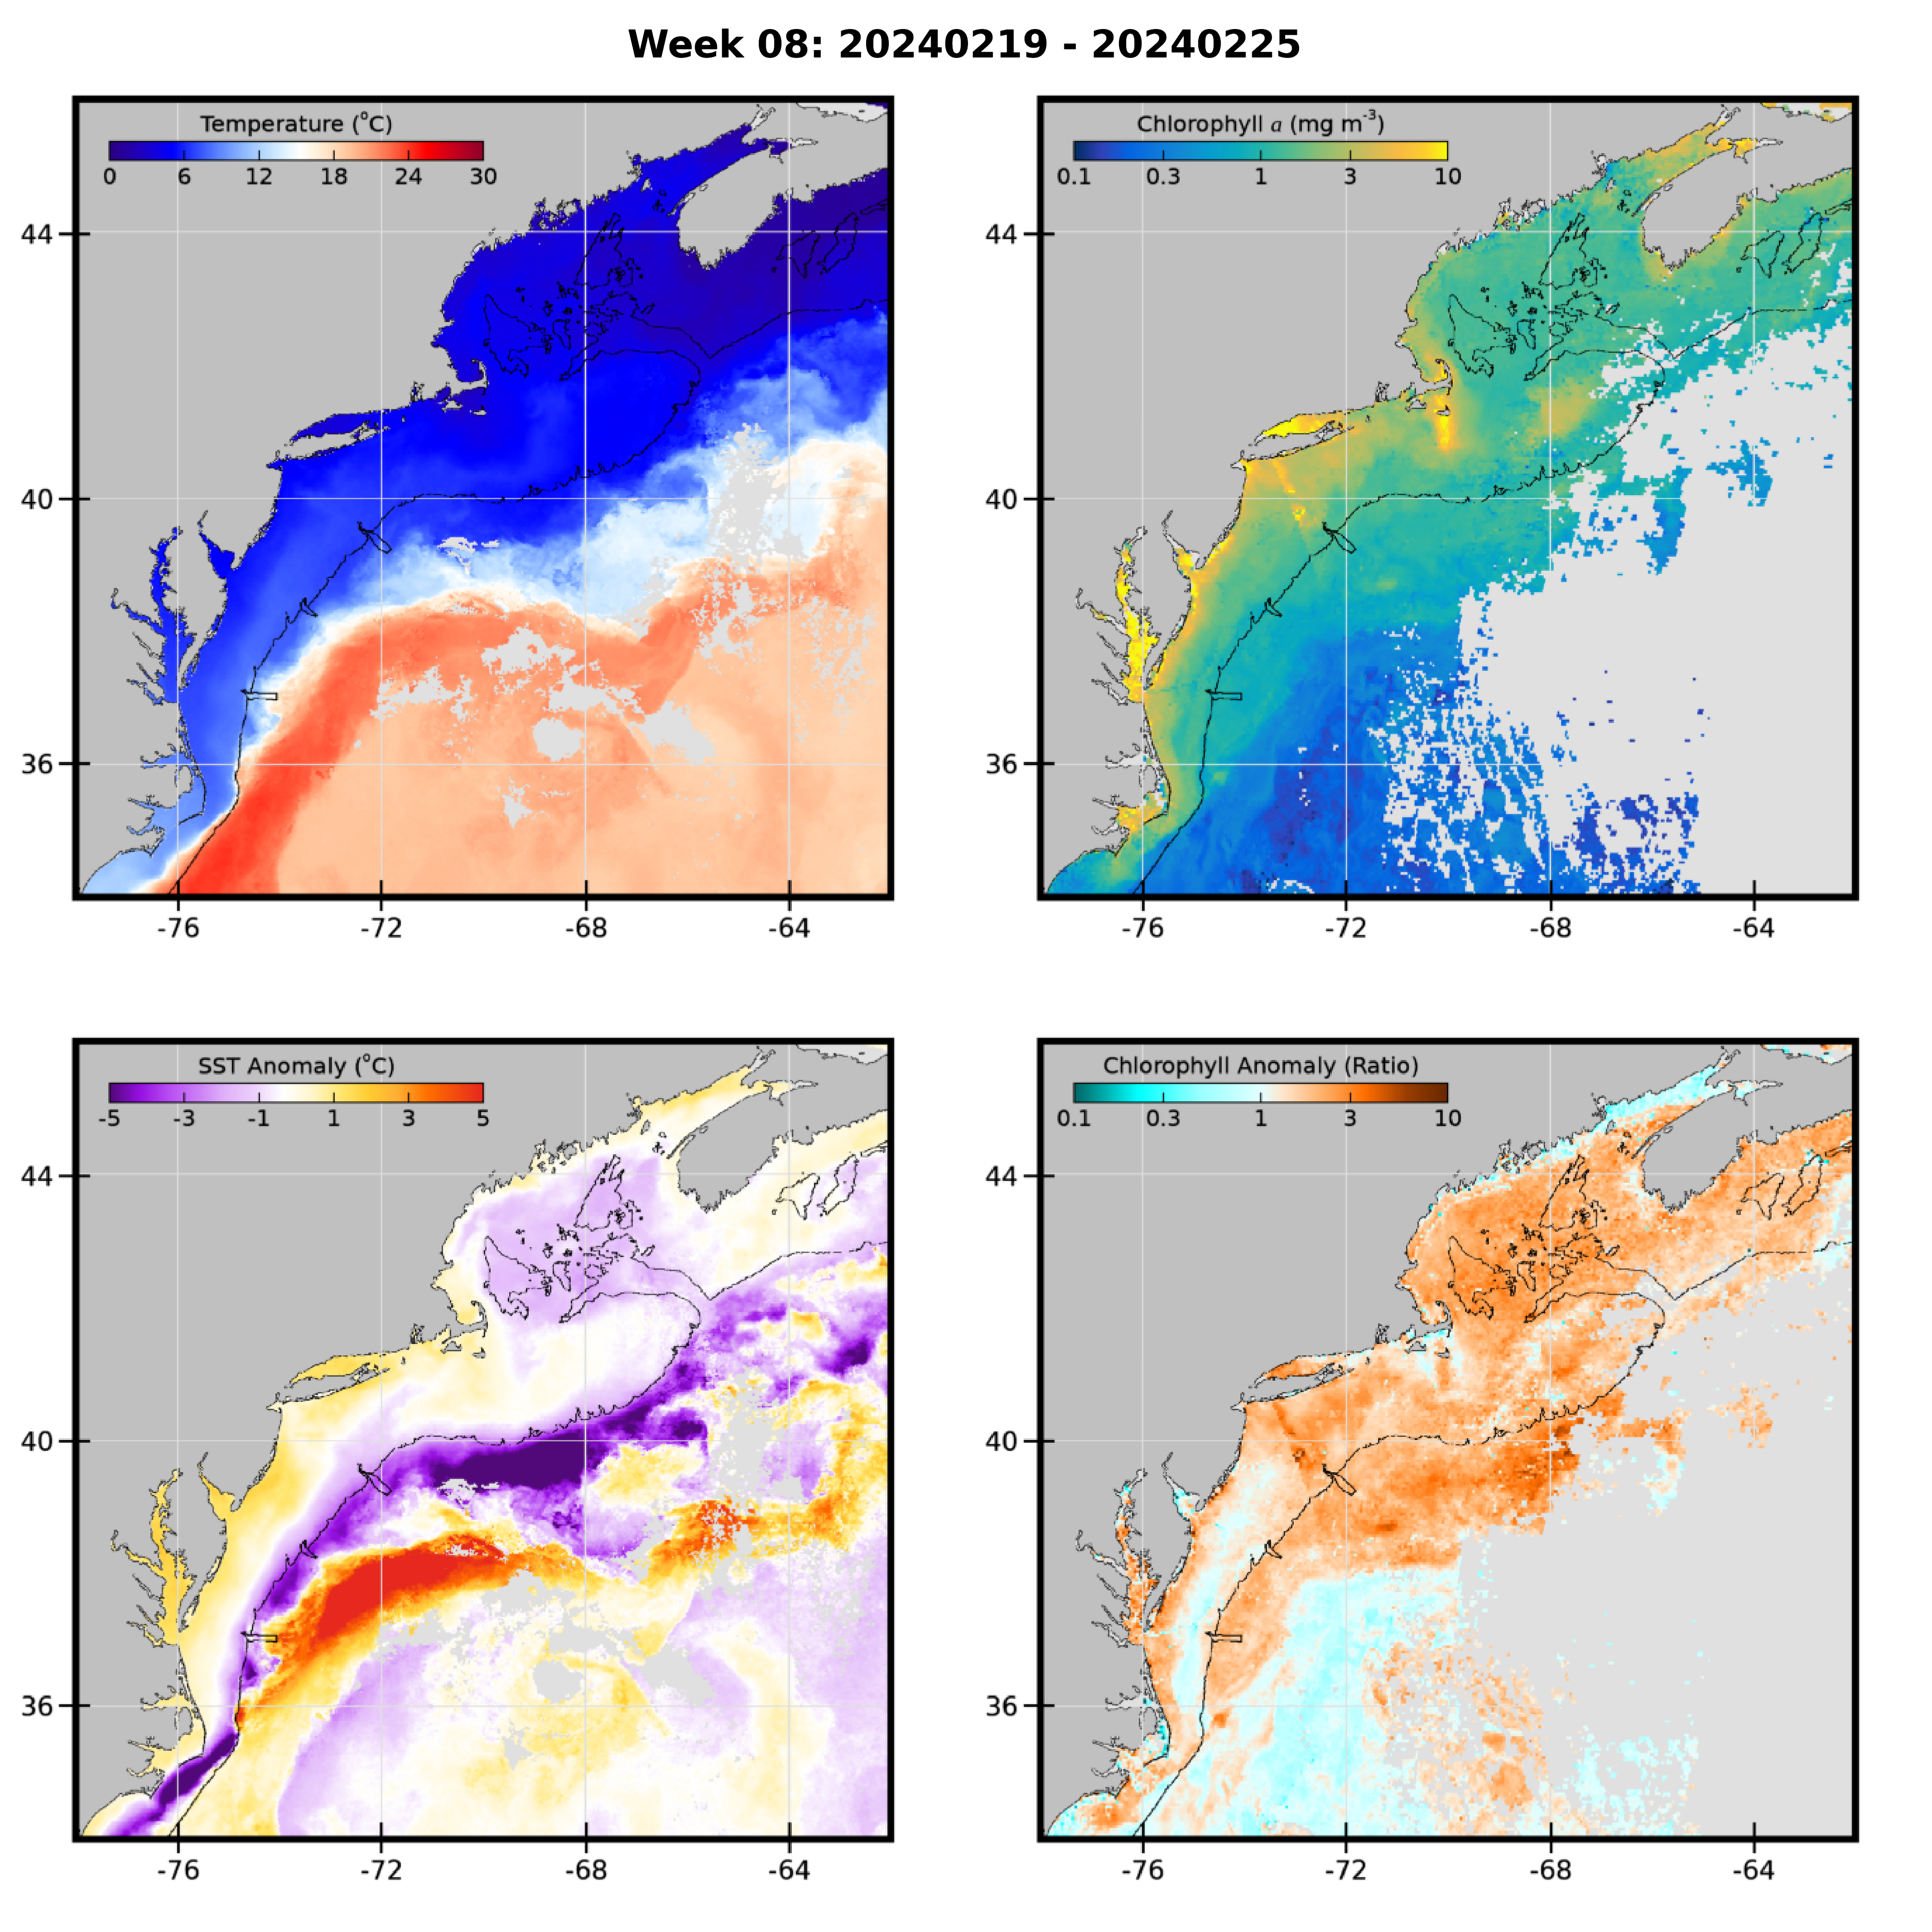 Week 08: 20240219 - 20240225
Temperature (°C)
0 6 12 18 24 30
44
40
36
-76 -72 -68 -64
Chlorophyll a (mg m⁻³)
0.1 0.3 1 3 10
44
40
36
-76 -72 -68 -64
SST Anomaly (°C)
-5 -3 -1 1 3 5
44
40
36
-76 -72 -68 -64
Chlorophyll Anomaly (Ratio)
0.1 0.3 1 3 10
44
40
36
-76 -72 -68 -64